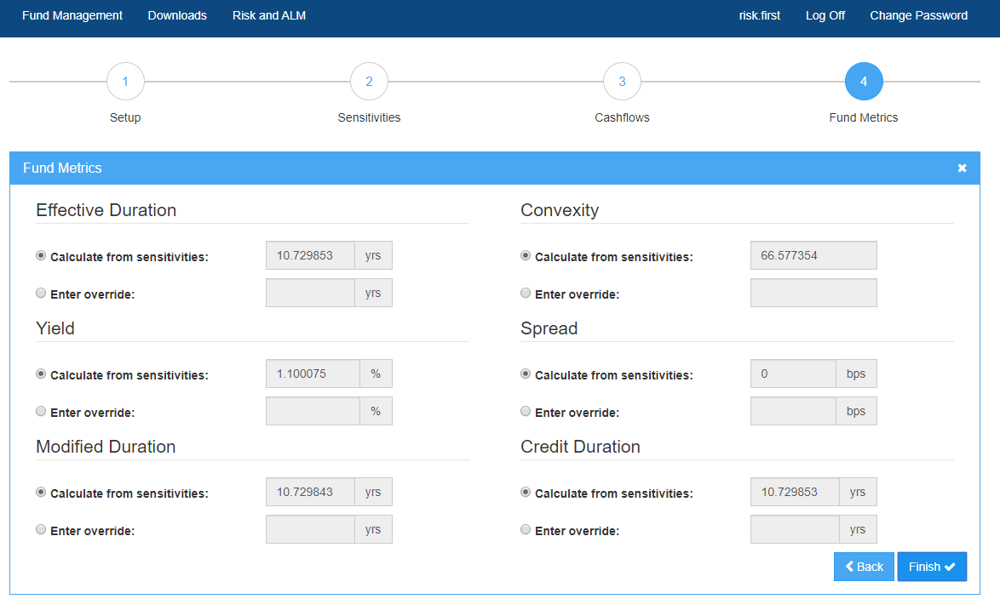 Fund Management Downloads Risk and ALM risk.first Log Off Change Password
1 2 3 4
Setup Sensitivities Cashflows Fund Metrics
Fund Metrics
Effective Duration Convexity
Calculate from sensitivities: 10.729853 yrs Calculate from sensitivities: 66.577354
Enter override: yrs Enter override:
Yield Spread
Calculate from sensitivities: 1.100075 % Calculate from sensitivities: 0 bps
Enter override: % Enter override: bps
Modified Duration Credit Duration
Calculate from sensitivities: 10.729843 yrs Calculate from sensitivities: 10.729853 yrs
Enter override: yrs Enter override: yrs
Back Finish